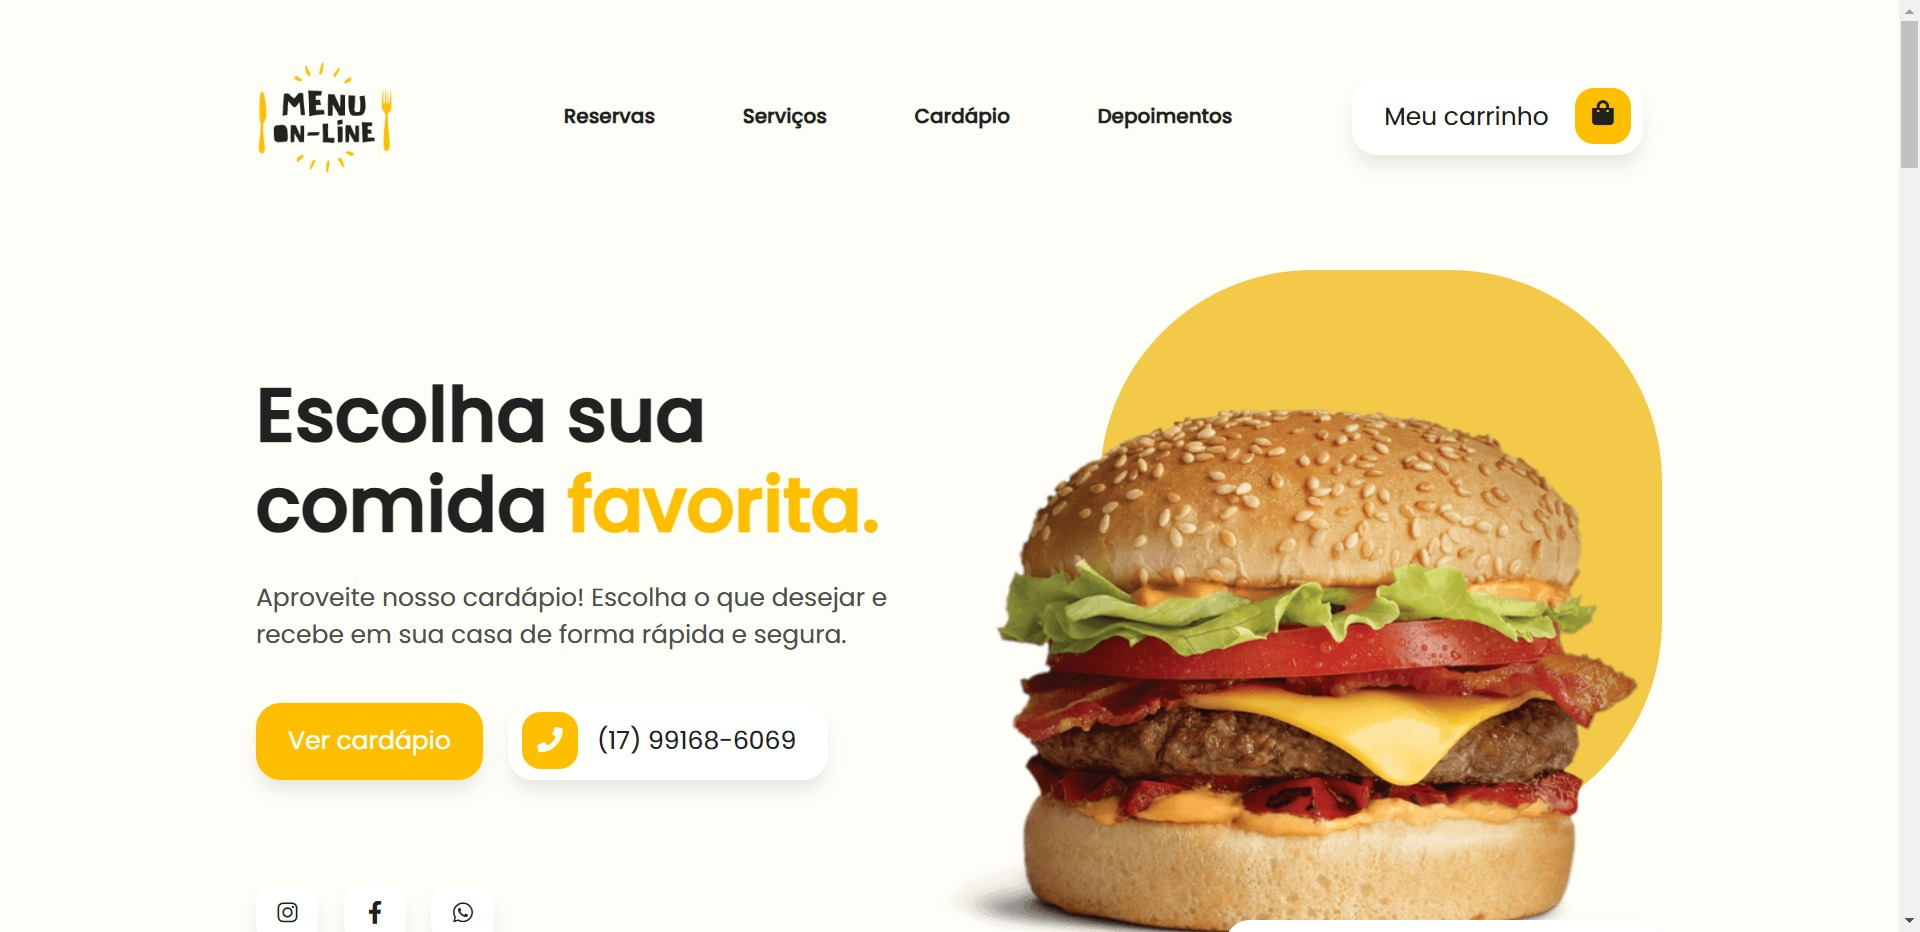 MENU
ON-LINE
Reservas
Serviços
Cardápio
Depoimentos
Meu carrinho
Escolha sua
comida favorita.
Aproveite nosso cardápio! Escolha o que desejar e
recebe em sua casa de forma rápida e segura.
Ver cardápio
(17) 99168-6069